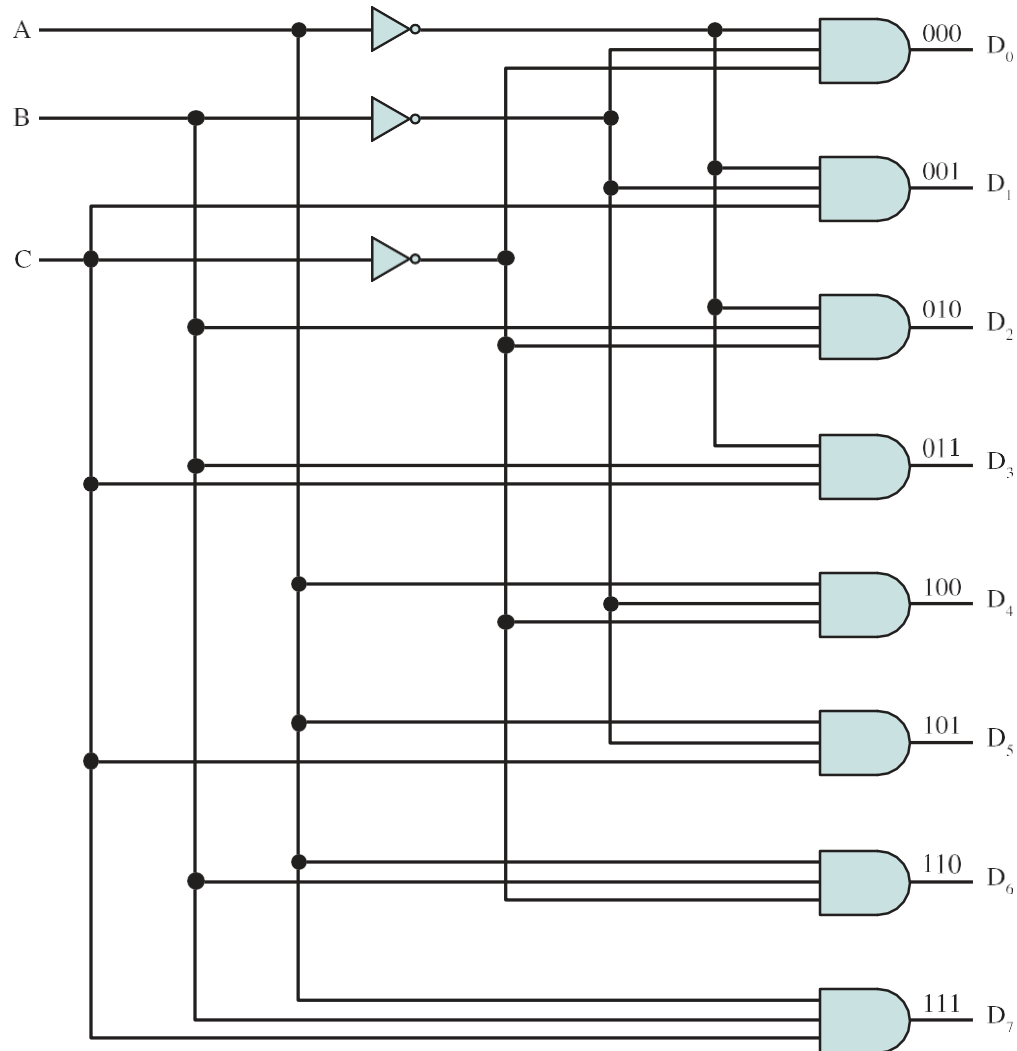 A
000 D₀
B
001 D₁
C
010 D₂
011 D₃
100 D₄
101 D₅
110 D₆
111 D₇